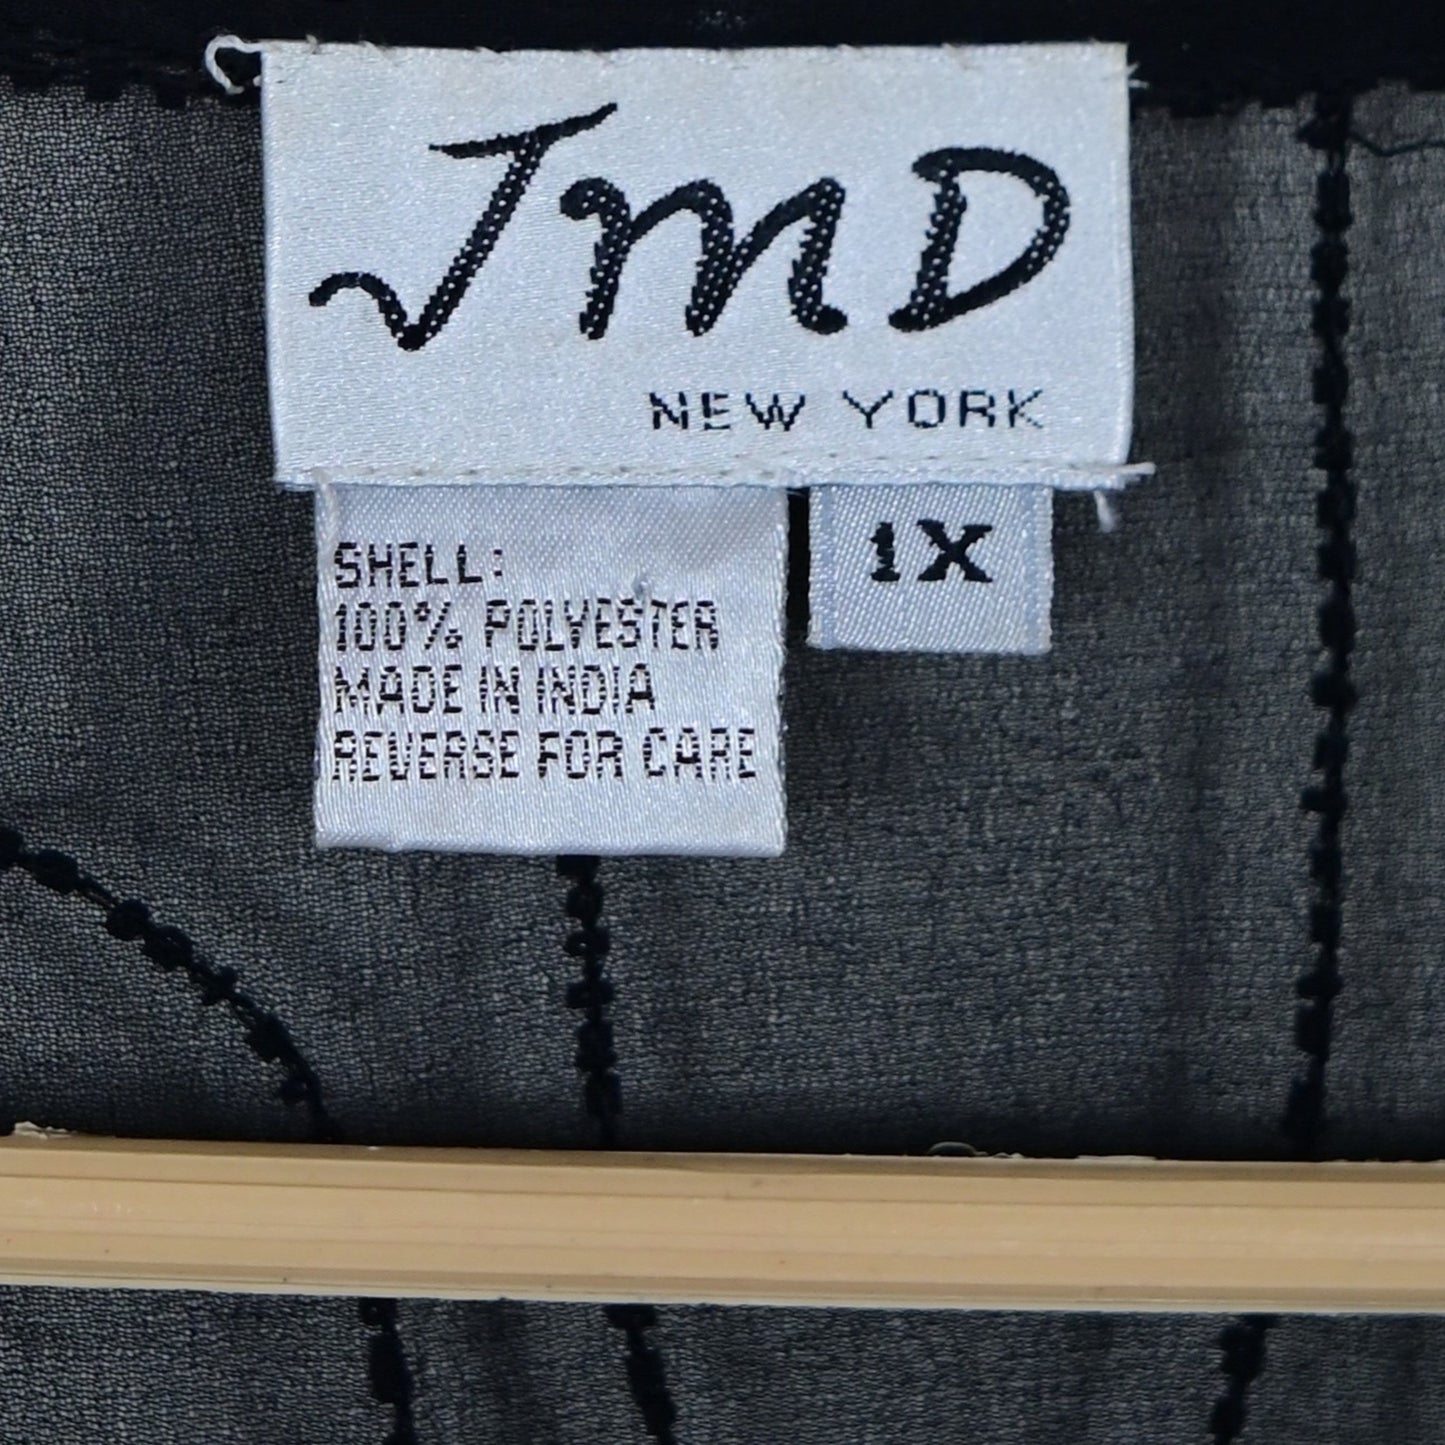 JMD
NEW YORK
1X
SHELL:
100% POLYESTER
MADE IN INDIA
REVERSE FOR CARE